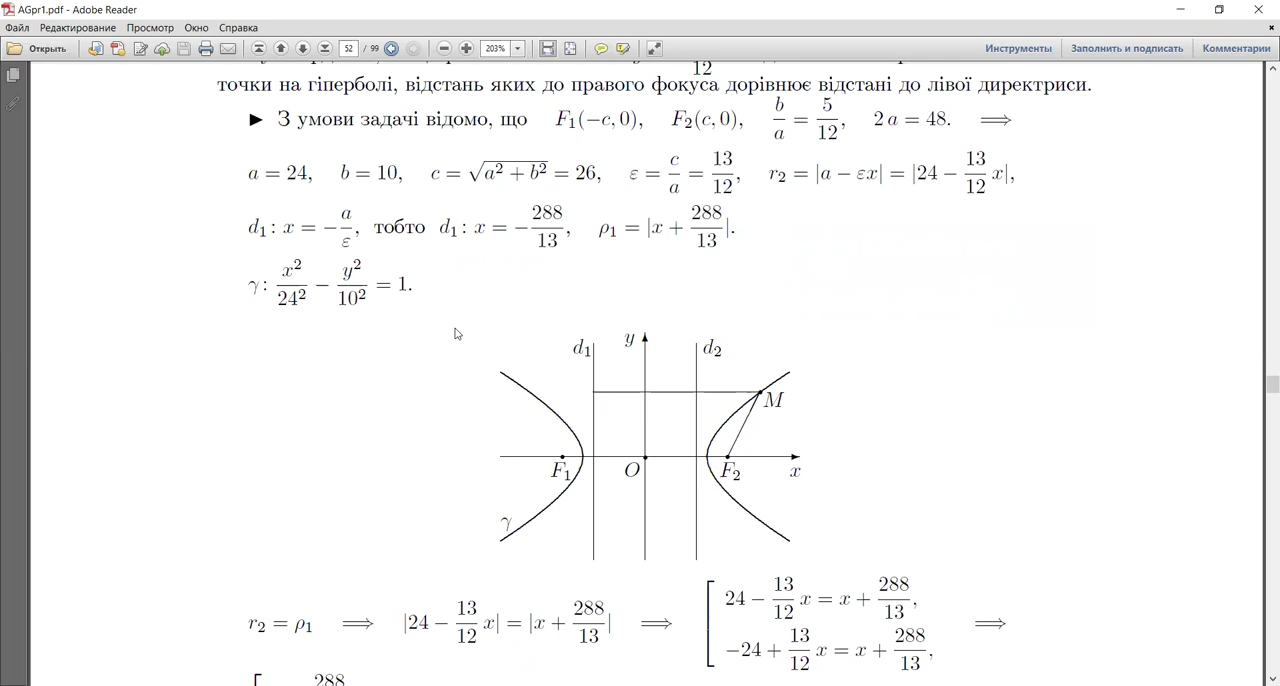 AGpr1.pdf - Adobe Reader
Файл Редактирование Просмотр Окно Справка
Открыть 52 / 99 203% Инструменты Заполнить и подписать Комментарии
12
точки на гіперболі, відстань яких до правого фокуса дорівнює відстані до лівої директриси.
► З умови задачі відомо, що F₁(−c, 0), F₂(c, 0), b/a = 5/12, 2 a = 48. ⟹
a = 24, b = 10, c = √(a² + b²) = 26, ε = c/a = 13/12, r₂ = |a − εx| = |24 − 13/12 x|,
d₁ : x = −a/ε, тобто d₁ : x = −288/13, ρ₁ = |x + 288/13|.
γ : x²/24² − y²/10² = 1.
d₁ y d₂
M
F₁ O F₂ x
γ
r₂ = ρ₁ ⟹ |24 − 13/12 x| = |x + 288/13| ⟹ [ 24 − 13/12 x = x + 288/13,
−24 + 13/12 x = x + 288/13, ⟹
288